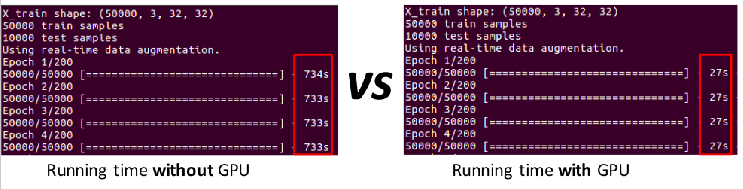 X_train shape: (50000, 3, 32, 32)
50000 train samples
10000 test samples
Using real-time data augmentation.
Epoch 1/200
50000/50000 [==============================] - 734s
Epoch 2/200
50000/50000 [==============================] - 733s
Epoch 3/200
50000/50000 [==============================] - 733s
Epoch 4/200
50000/50000 [==============================] - 733s
Running time without GPU
VS
X_train shape: (50000, 3, 32, 32)
50000 train samples
10000 test samples
Using real-time data augmentation.
Epoch 1/200
50000/50000 [==============================] - 27s
Epoch 2/200
50000/50000 [==============================] - 27s
Epoch 3/200
50000/50000 [==============================] - 27s
Epoch 4/200
50000/50000 [==============================] - 27s
Running time with GPU